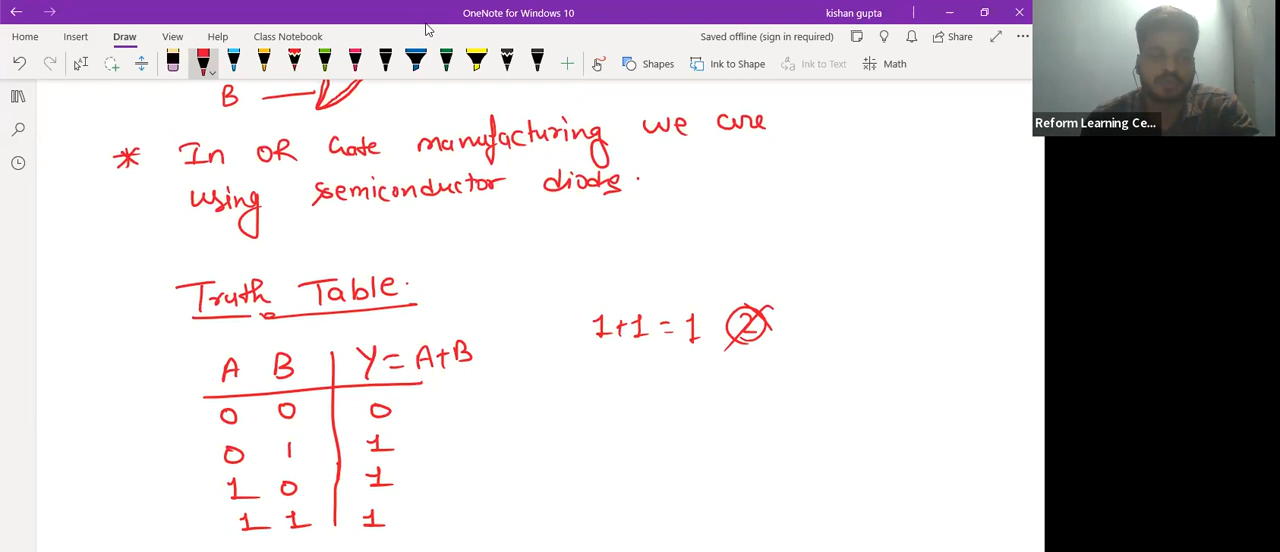 OneNote for Windows 10
kishan gupta
Home Insert Draw View Help Class Notebook
Saved offline (sign in required)
Share
Shapes
Ink to Shape
Ink to Text
Math
Reform Learning Ce...
B
* In OR Gate manufacturing we are
using semiconductor diode.
Truth Table.
1+1=1 2
A B Y=A+B
0 0 0
0 1 1
1 0 1
1 1 1